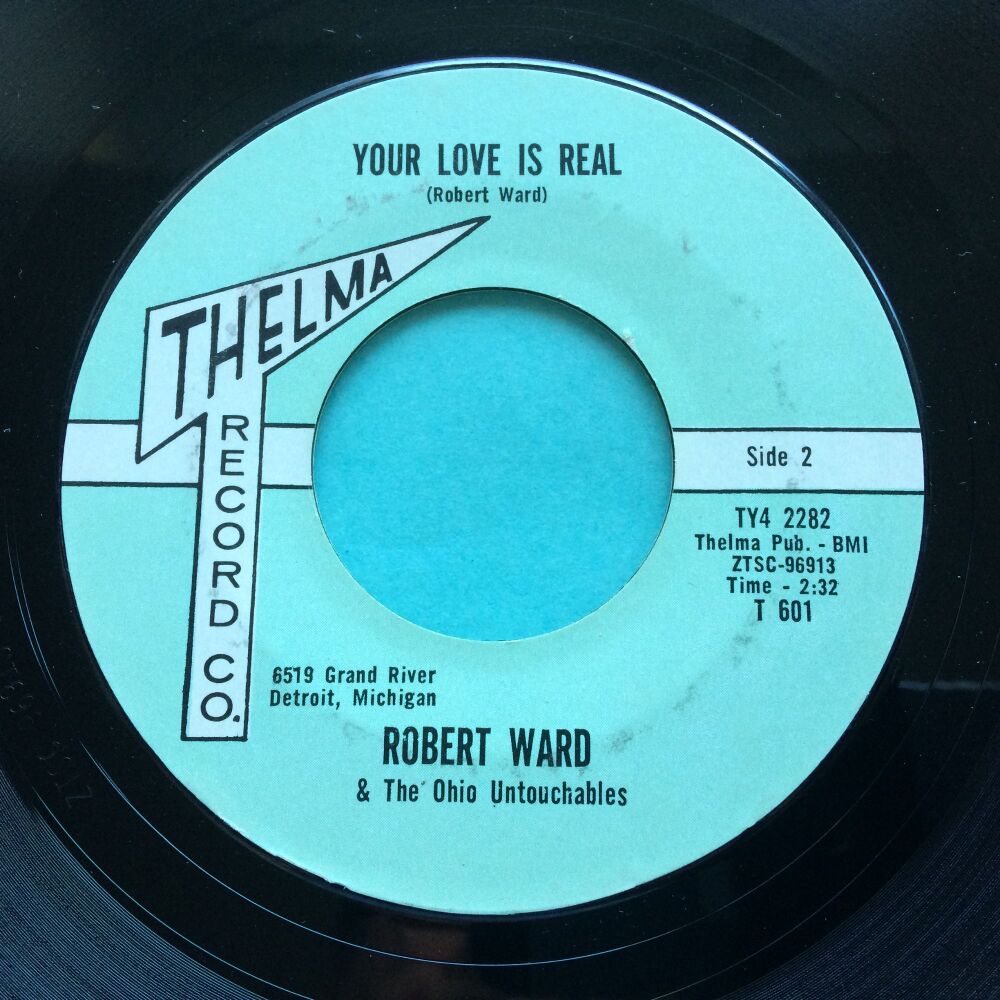 YOUR LOVE IS REAL
(Robert Ward)
THELMA
RECORD CO.
Side 2
TY4 2282
Thelma Pub. - BMI
ZTSC-96913
Time - 2:32
T 601
6519 Grand River
Detroit, Michigan
ROBERT WARD
& The Ohio Untouchables